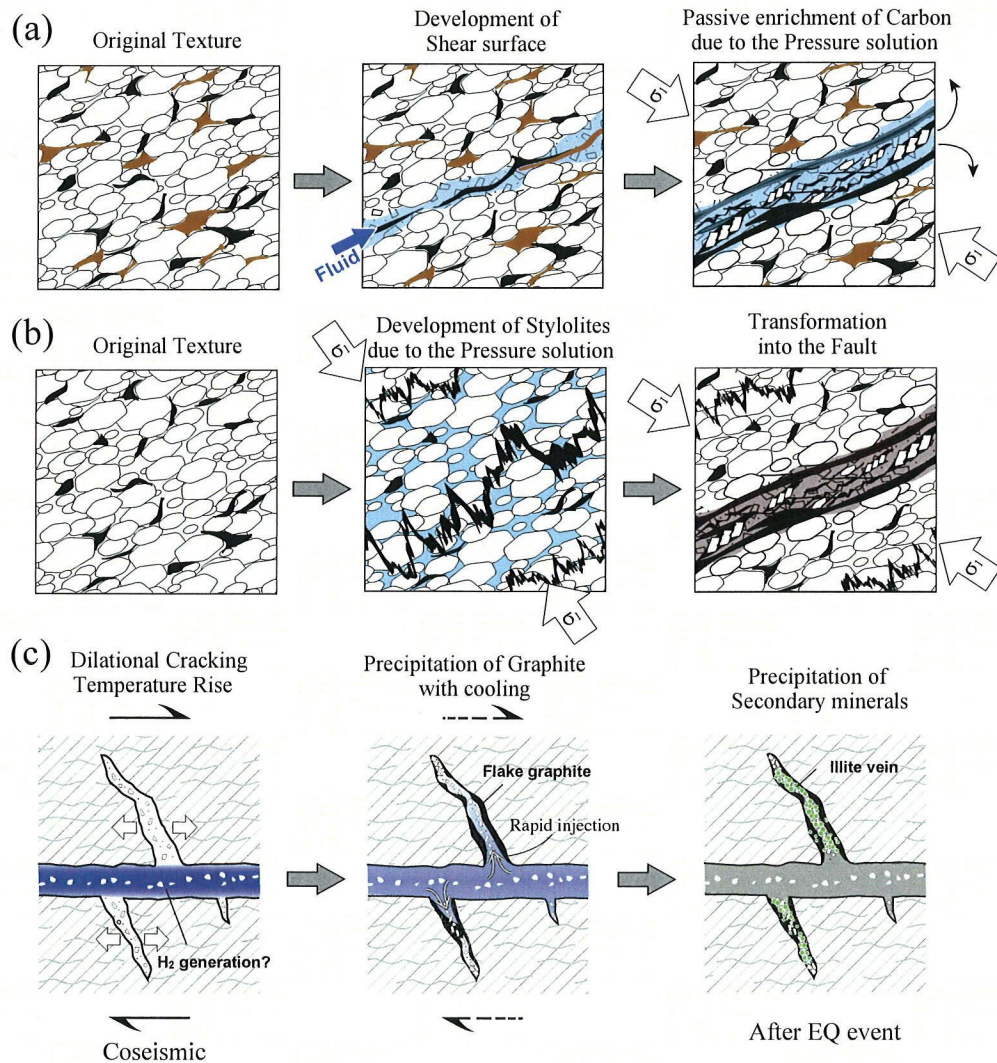 (a)
Original Texture
Development of
Shear surface
Passive enrichment of Carbon
due to the Pressure solution
σ1
Fluid
σ1
(b)
Original Texture
Development of Stylolites
due to the Pressure solution
Transformation
into the Fault
σ1
σ1
σ1
σ1
(c)
Dilational Cracking
Temperature Rise
Precipitation of Graphite
with cooling
Precipitation of
Secondary minerals
Flake graphite
Rapid injection
Illite vein
H2 generation?
Coseismic
After EQ event